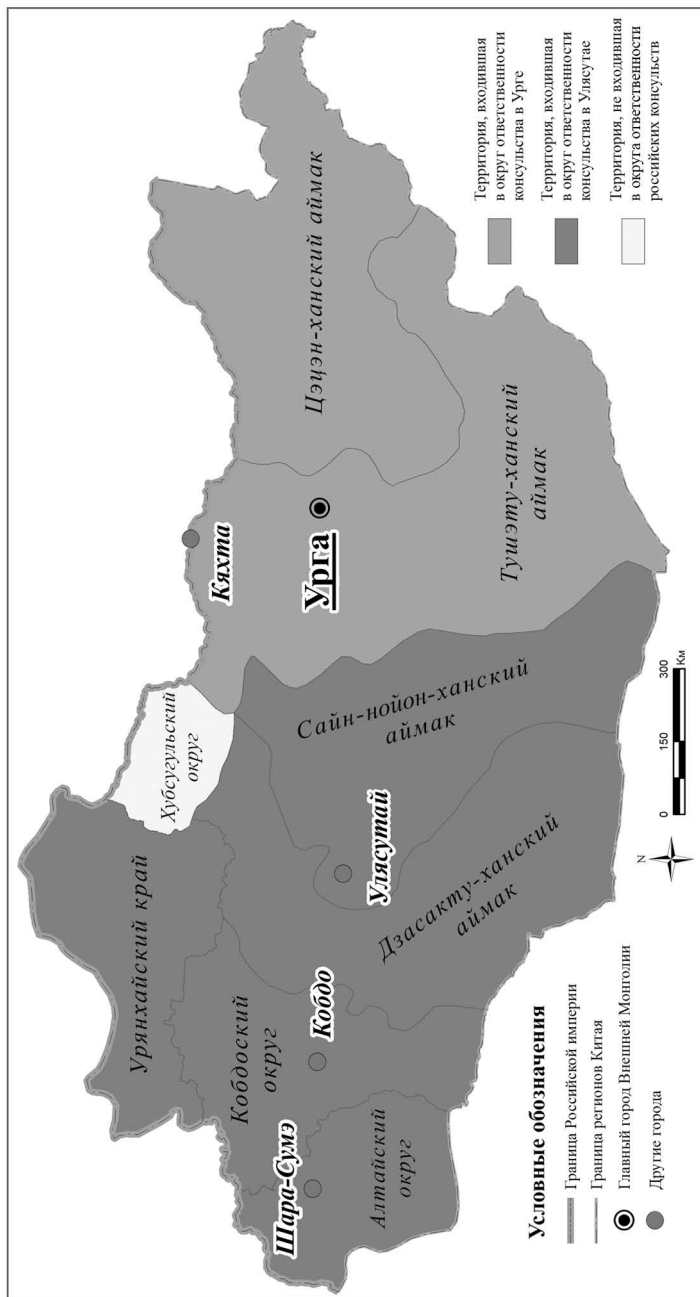 Урянхайский край
Хубсугульский
округ
Кяхта
Цэцэн-ханский аймак
Шара-Сумэ
Кобдоский
округ
Кобдо
Улясутай
Урга
Алтайский
округ
Дзасакту-ханский
аймак
Сайн-нойон-ханский
аймак
Тушэту-ханский
аймак
Условные обозначения
Граница Российской империи
Граница регионов Китая
Главный город Внешней Монголии
Другие города
N
0 150 300
Км
Территория, входившая
в округ ответственности
консульства в Урге
Территория, входившая
в округ ответственности
консульства в Улясутае
Территория, не входившая
в округа ответственности
российских консульств